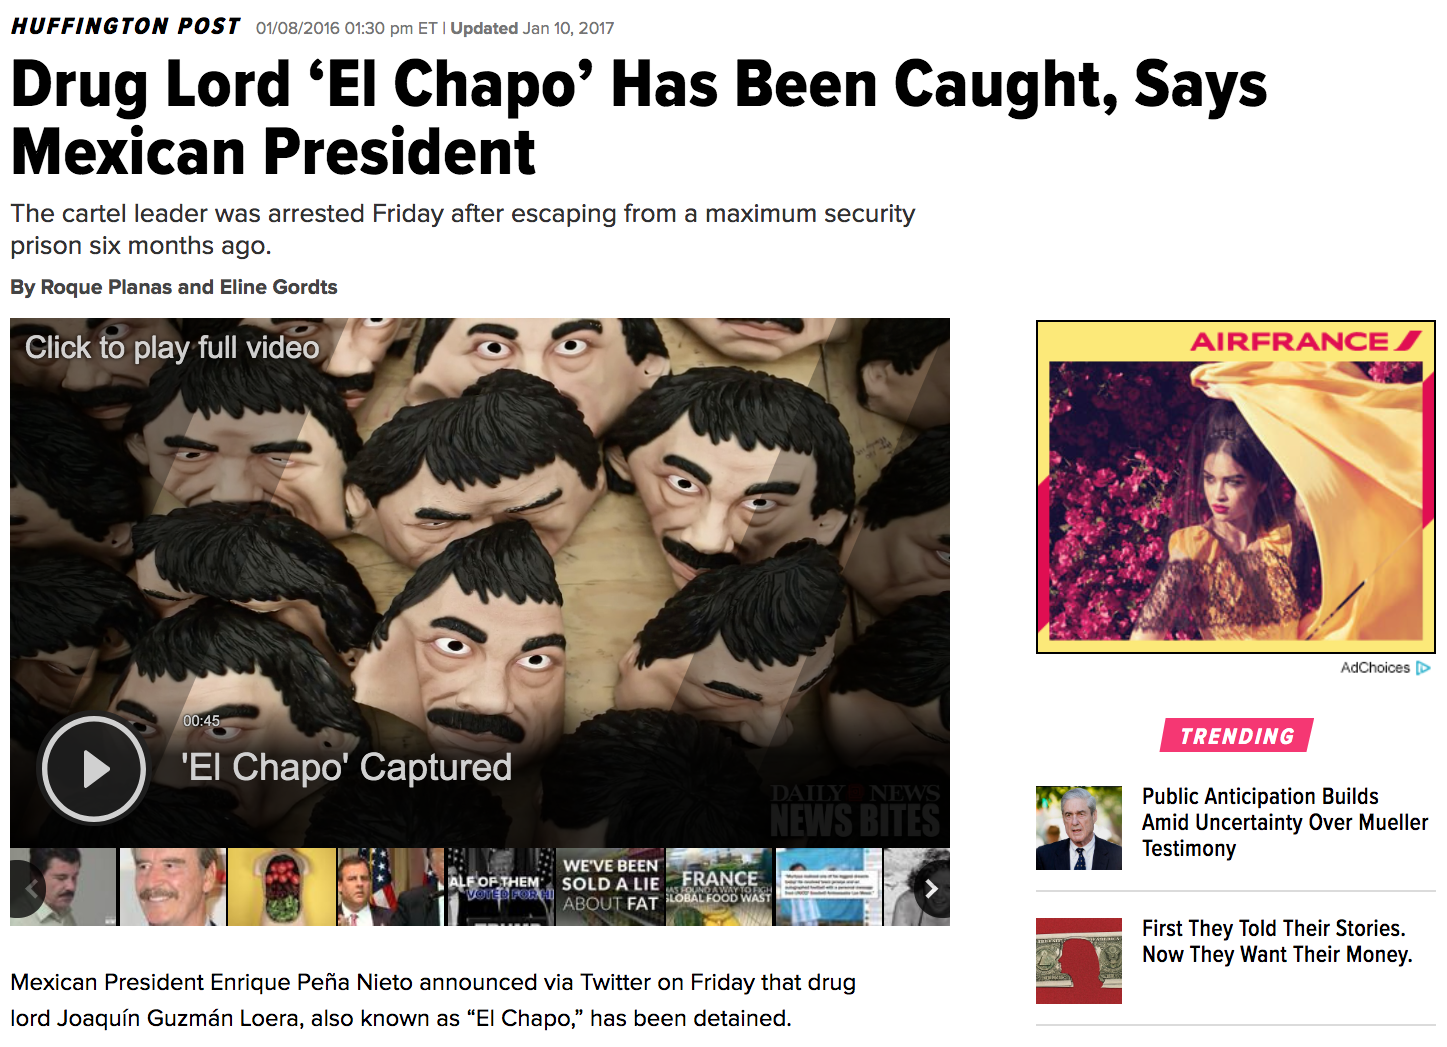 HUFFINGTON POST 01/08/2016 01:30 pm ET | Updated Jan 10, 2017
Drug Lord ‘El Chapo’ Has Been Caught, Says
Mexican President
The cartel leader was arrested Friday after escaping from a maximum security
prison six months ago.
By Roque Planas and Eline Gordts
Click to play full video
00:45
'El Chapo' Captured
DAILY NEWS
NEWS BITES
ALF OF THEM
VOTED FOR HI
TRUMP
WE'VE BEEN
SOLD A LIE
ABOUT FAT
FRANCE
HAS FOUND A WAY TO FIGH
GLOBAL FOOD WAST
Mexican President Enrique Peña Nieto announced via Twitter on Friday that drug
lord Joaquín Guzmán Loera, also known as “El Chapo,” has been detained.
AIRFRANCE
AdChoices
TRENDING
Public Anticipation Builds
Amid Uncertainty Over Mueller
Testimony
First They Told Their Stories.
Now They Want Their Money.